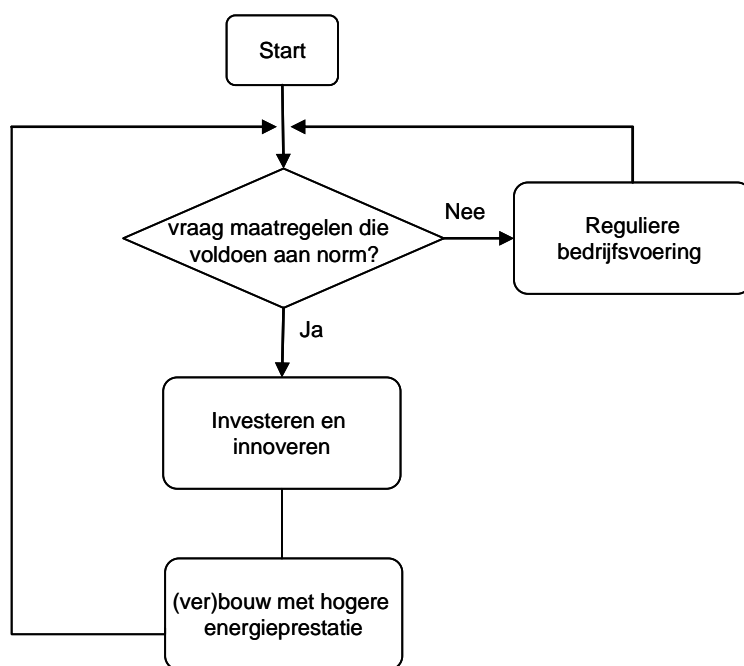 Start
vraag maatregelen die
voldoen aan norm?
Nee
Reguliere
bedrijfsvoering
Ja
Investeren en
innoveren
(ver)bouw met hogere
energieprestatie